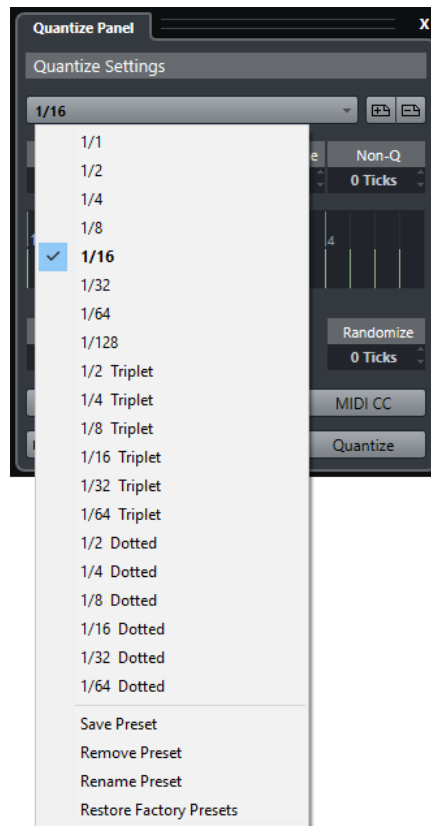 Quantize Panel X
Quantize Settings
1/16
1/1
e Non-Q
1/2
0 Ticks
1/4
1/8
4
1/16
1/32
1/64
1/128 Randomize
0 Ticks
1/2 Triplet
1/4 Triplet MIDI CC
1/8 Triplet
1/16 Triplet Quantize
1/32 Triplet
1/64 Triplet
1/2 Dotted
1/4 Dotted
1/8 Dotted
1/16 Dotted
1/32 Dotted
1/64 Dotted
Save Preset
Remove Preset
Rename Preset
Restore Factory Presets